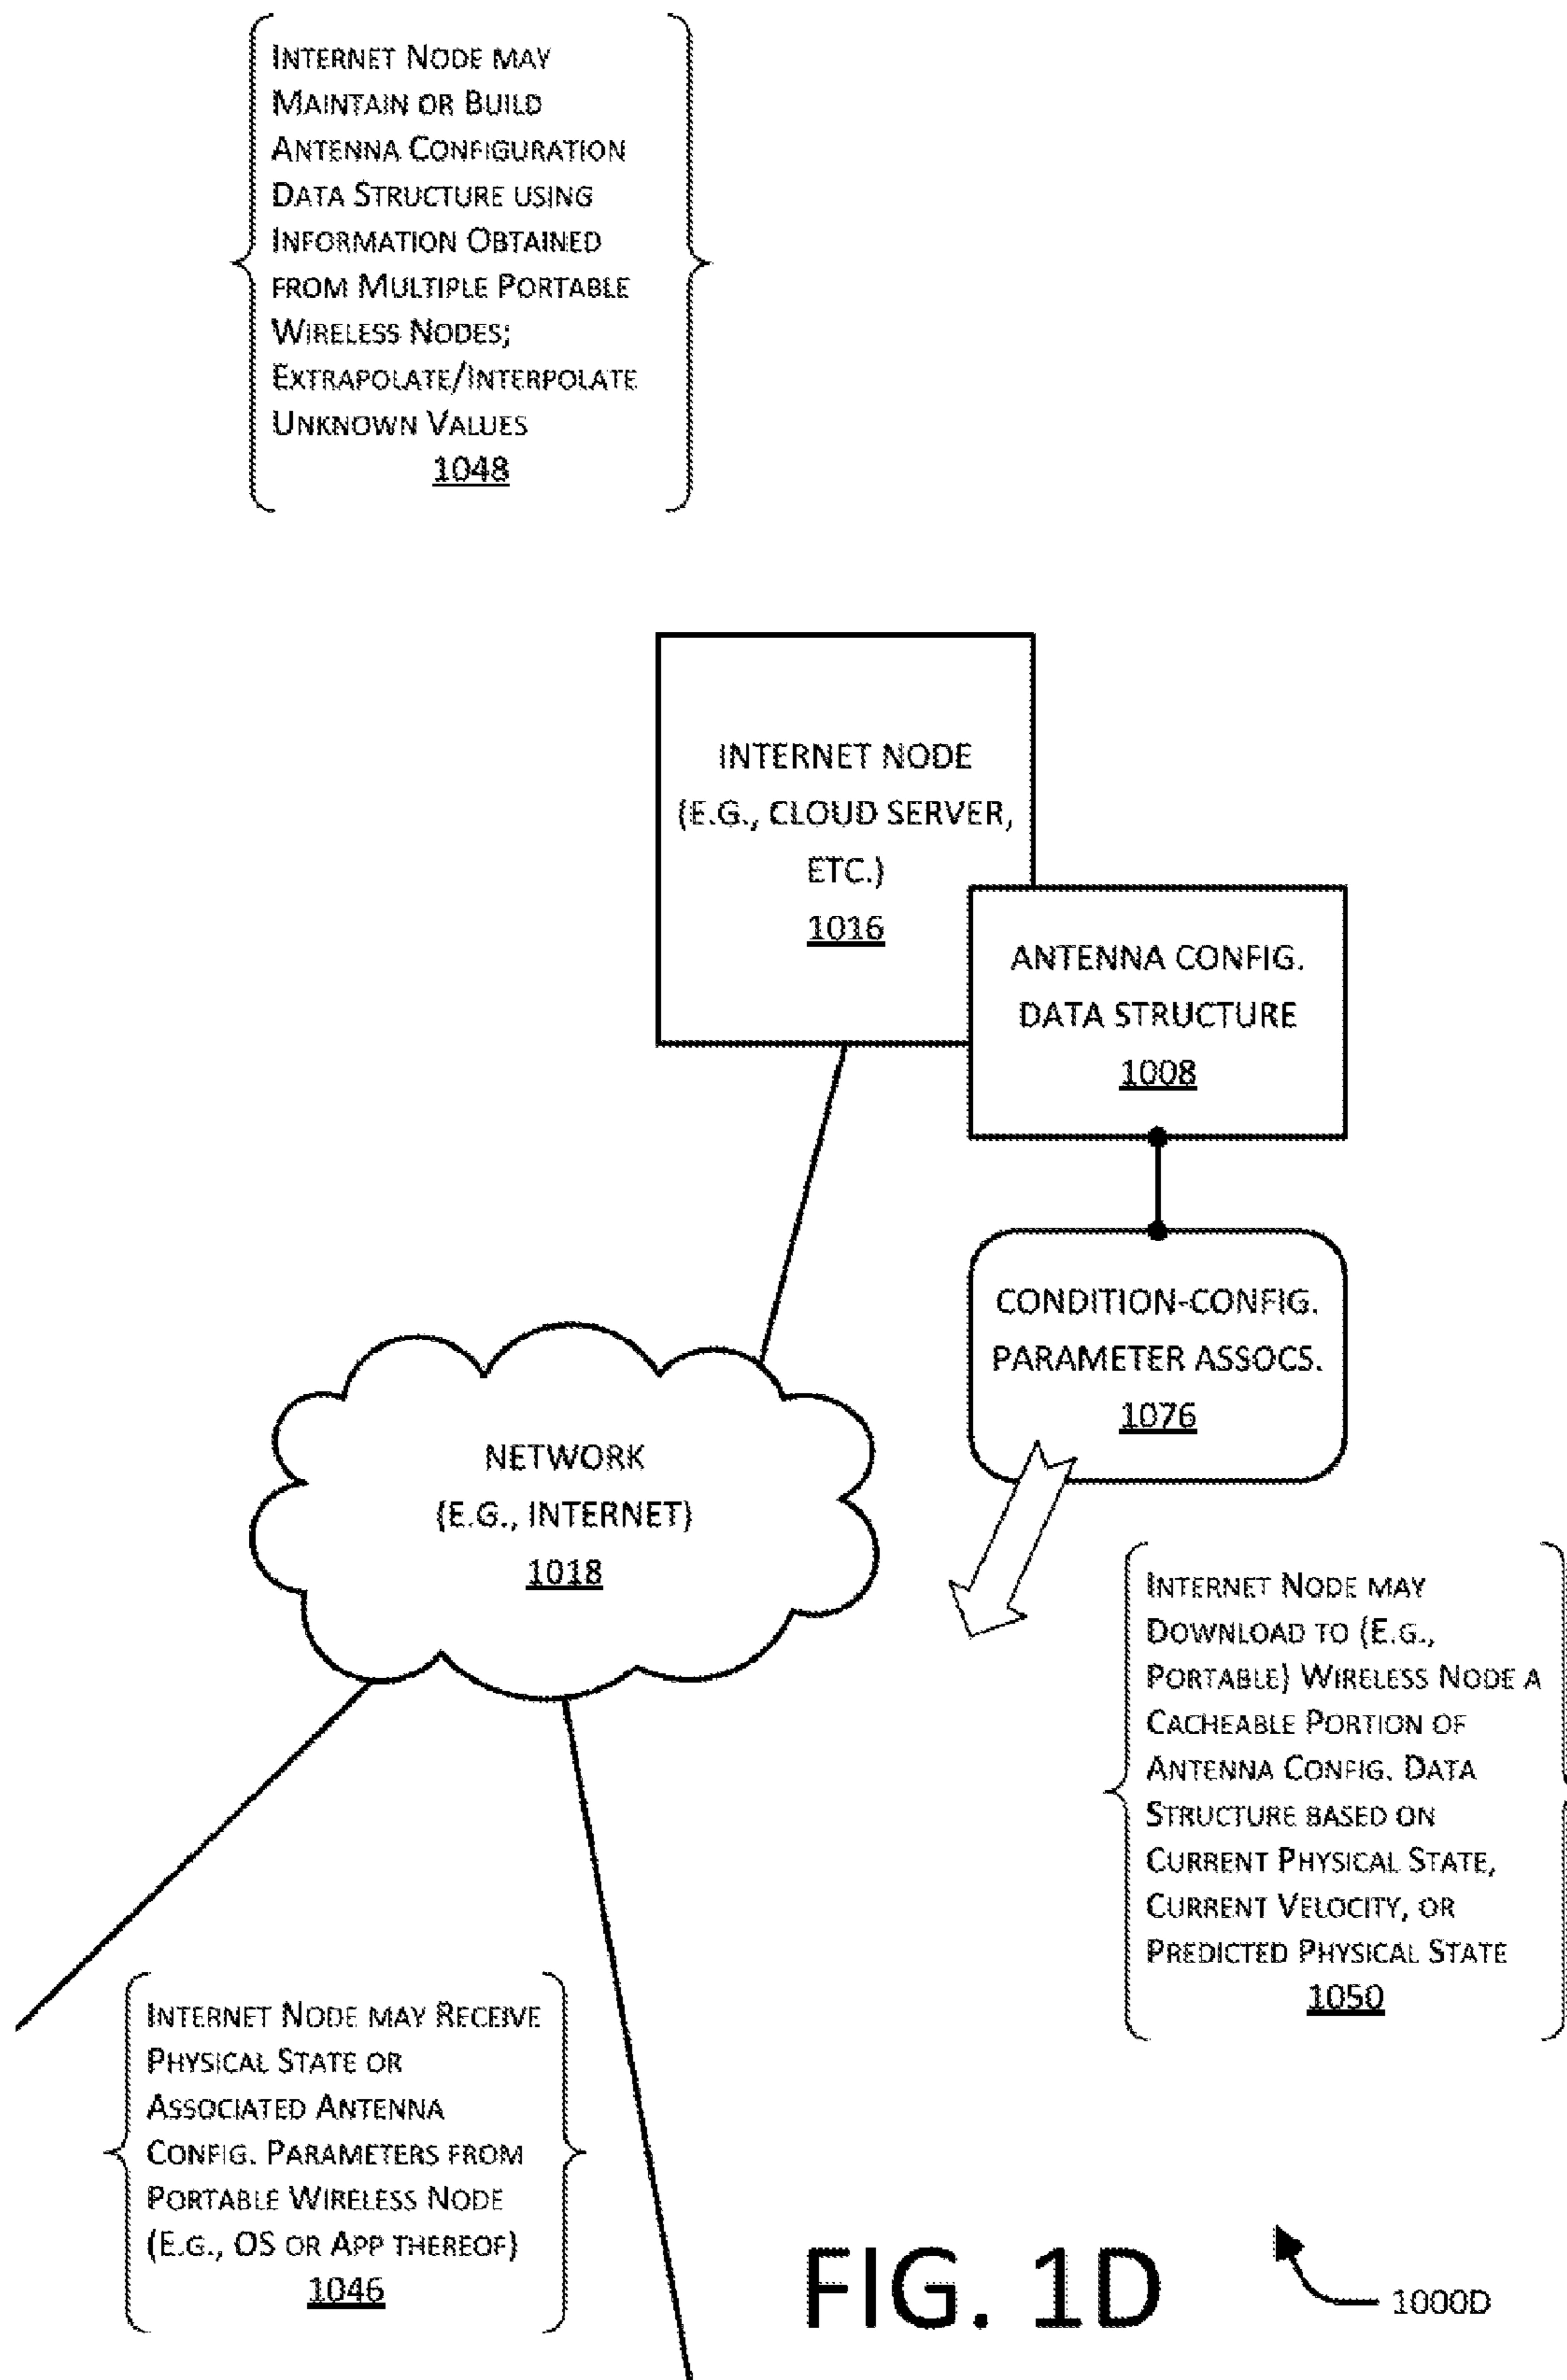 INTERNET NODE MAY
MAINTAIN OR BUILD
ANTENNA CONFIGURATION
DATA STRUCTURE USING
INFORMATION OBTAINED
FROM MULTIPLE PORTABLE
WIRELESS NODES;
EXTRAPOLATE/INTERPOLATE
UNKNOWN VALUES
1048
INTERNET NODE
(E.G., CLOUD SERVER,
ETC.)
1016
ANTENNA CONFIG.
DATA STRUCTURE
1008
CONDITION-CONFIG.
PARAMETER ASSOCS.
1076
NETWORK
(E.G., INTERNET)
1018
INTERNET NODE MAY
DOWNLOAD TO (E.G.,
PORTABLE) WIRELESS NODE A
CACHEABLE PORTION OF
ANTENNA CONFIG. DATA
STRUCTURE BASED ON
CURRENT PHYSICAL STATE,
CURRENT VELOCITY, OR
PREDICTED PHYSICAL STATE
1050
INTERNET NODE MAY RECEIVE
PHYSICAL STATE OR
ASSOCIATED ANTENNA
CONFIG. PARAMETERS FROM
PORTABLE WIRELESS NODE
(E.G., OS OR APP THEREOF)
1046
FIG. 1D
1000D